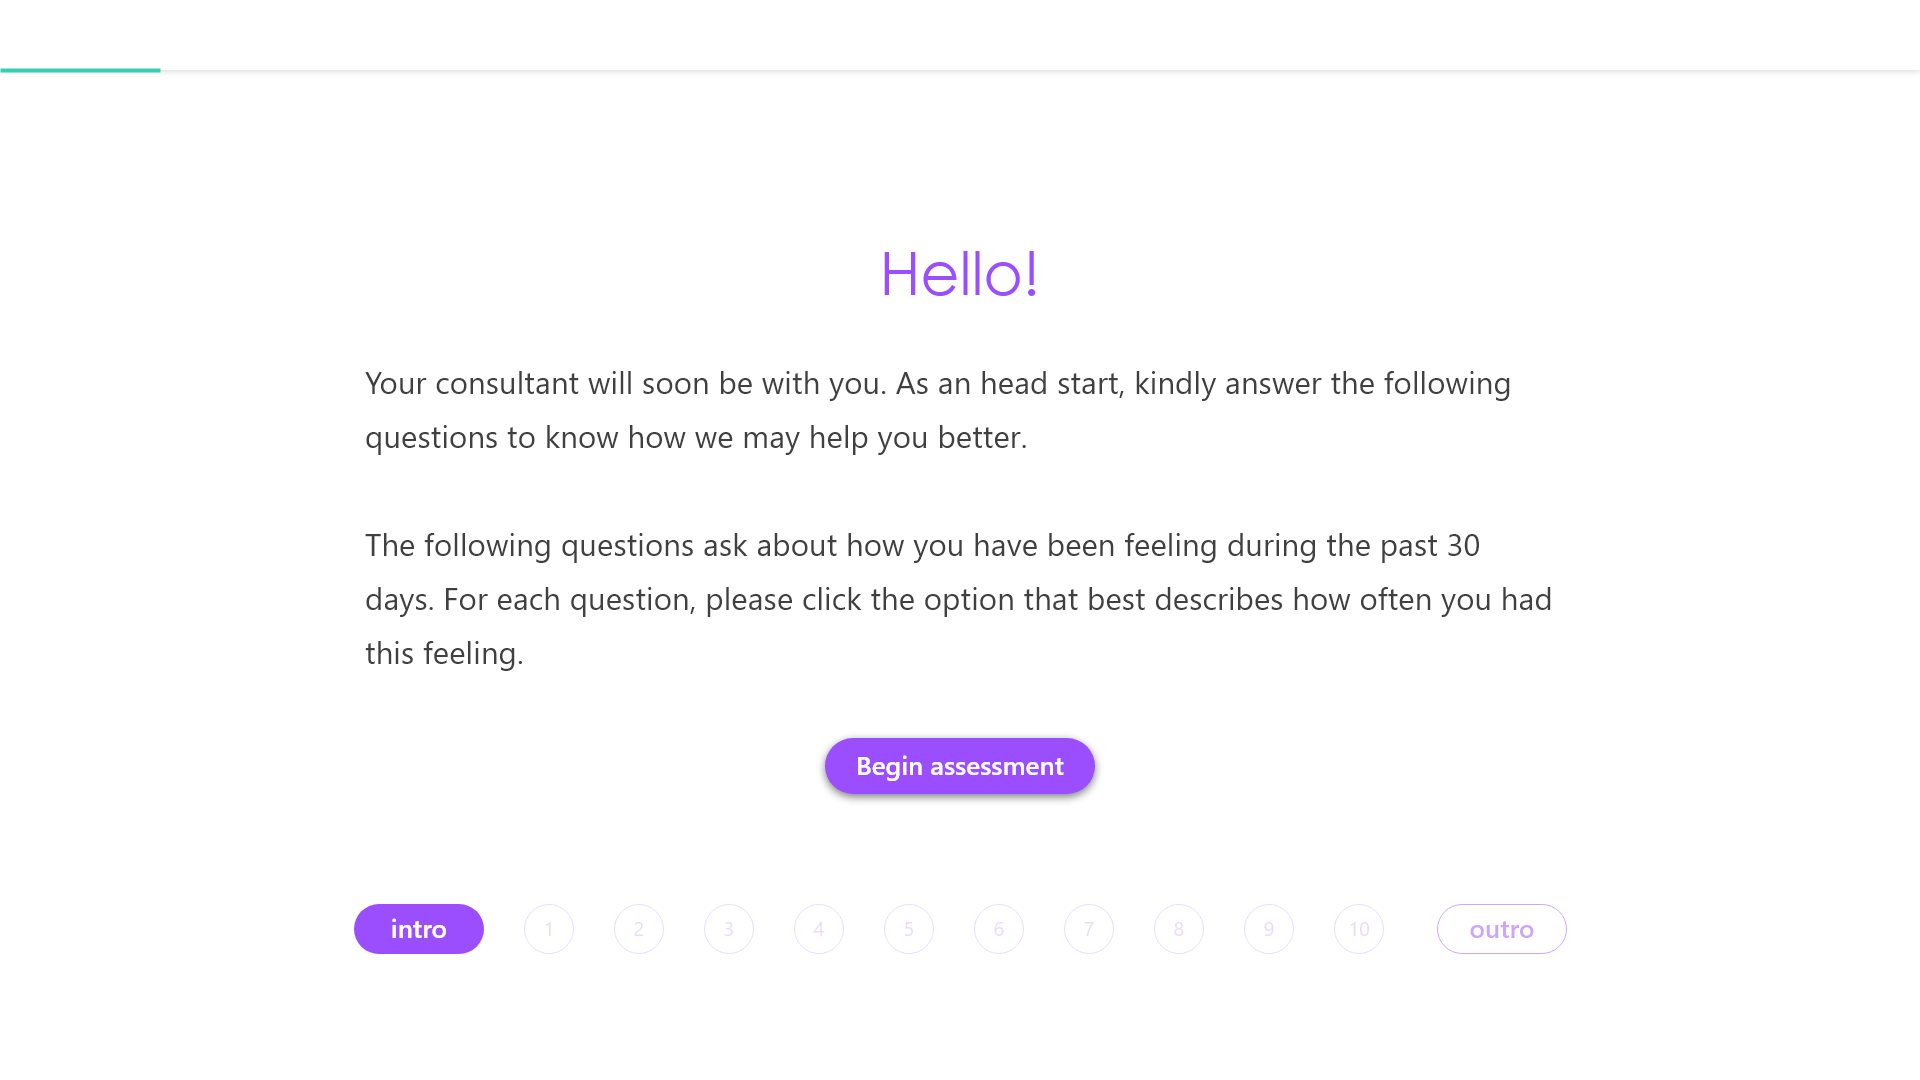 Hello!
Your consultant will soon be with you. As an head start, kindly answer the following
questions to know how we may help you better.
The following questions ask about how you have been feeling during the past 30
days. For each question, please click the option that best describes how often you had
this feeling.
Begin assessment
intro 1 2 3 4 5 6 7 8 9 10 outro